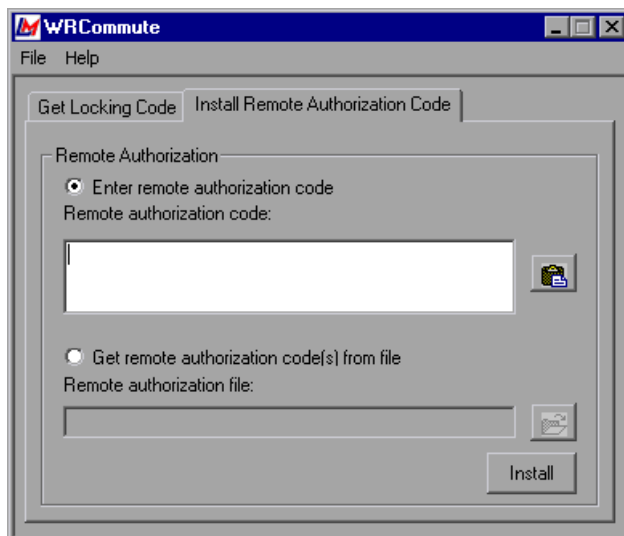 WRCommute
File Help
Get Locking Code Install Remote Authorization Code
Remote Authorization
Enter remote authorization code
Remote authorization code:
Get remote authorization code(s) from file
Remote authorization file:
Install